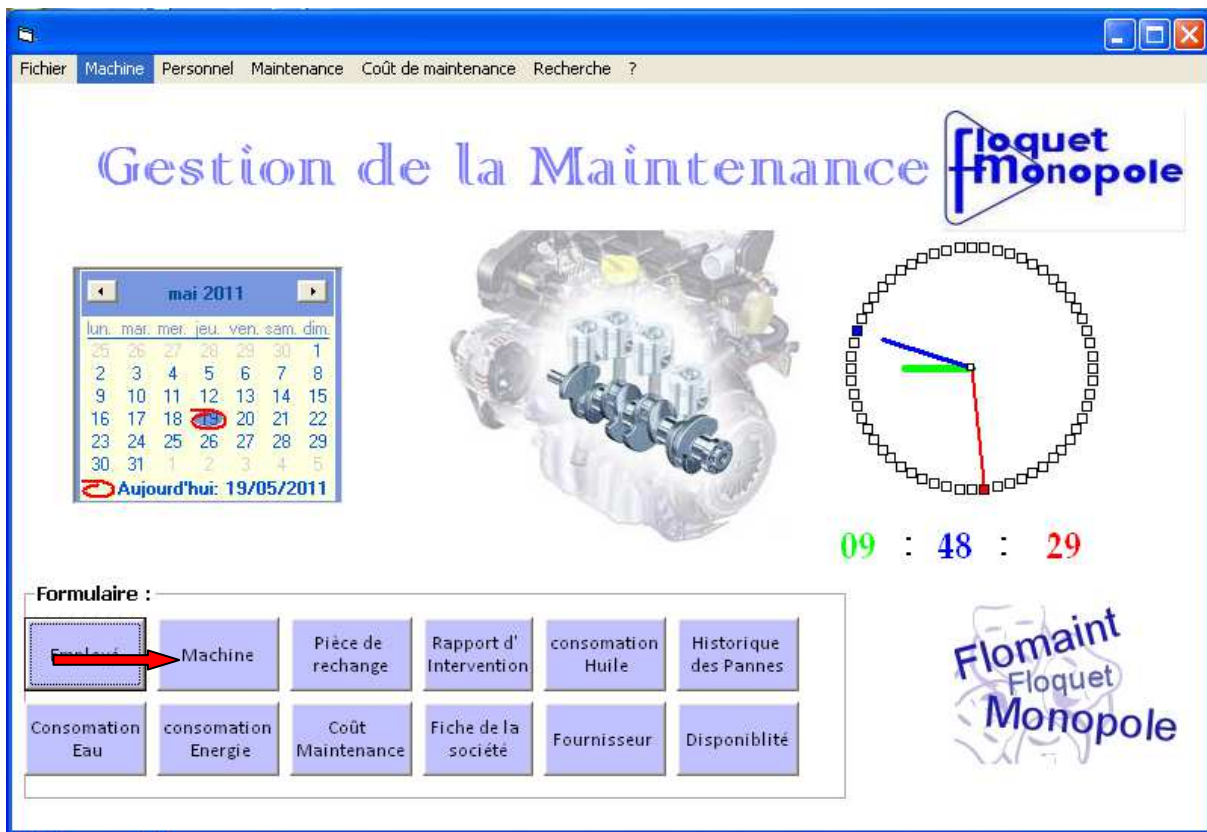 Fichier Machine Personnel Maintenance Coût de maintenance Recherche ?
Gestion de la Maintenance
floquet
monopole
mai 2011
lun. mar. mer. jeu. ven. sam. dim.
25 26 27 28 29 30 1
2 3 4 5 6 7 8
9 10 11 12 13 14 15
16 17 18 19 20 21 22
23 24 25 26 27 28 29
30 31 1 2 3 4 5
Aujourd'hui: 19/05/2011
09 : 48 : 29
Formulaire :
Employé
Machine
Pièce de
rechange
Rapport d'
Intervention
consomation
Huile
Historique
des Pannes
Consomation
Eau
consomation
Energie
Coût
Maintenance
Fiche de la
société
Fournisseur
Disponiblité
Flomaint
Floquet
Monopole